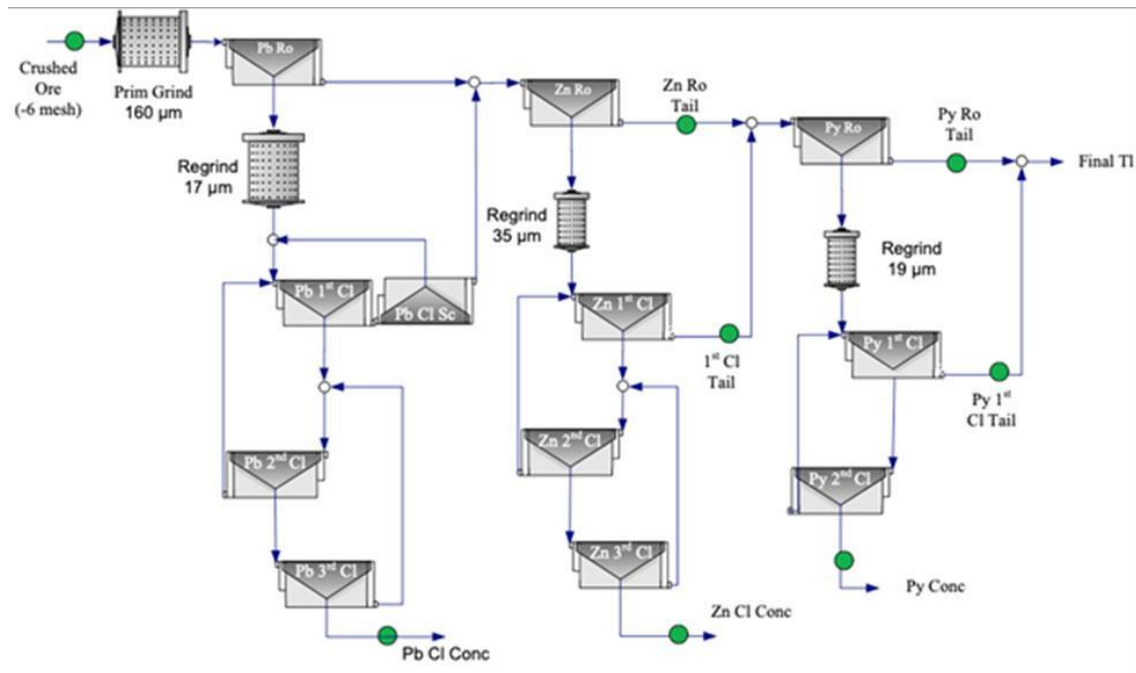 Crushed
Ore
(-6 mesh)
Prim Grind
160 µm
Pb Ro
Regrind
17 µm
Pb 1st Cl
Pb Cl Sc
Pb 2nd Cl
Pb 3rd Cl
Pb Cl Conc
Zn Ro
Zn Ro
Tail
Regrind
35 µm
Zn 1st Cl
1st Cl
Tail
Zn 2nd Cl
Zn 3rd Cl
Zn Cl Conc
Py Ro
Py Ro
Tail
Final Tl
Regrind
19 µm
Py 1st Cl
Py 1st
Cl Tail
Py 2nd Cl
Py Conc